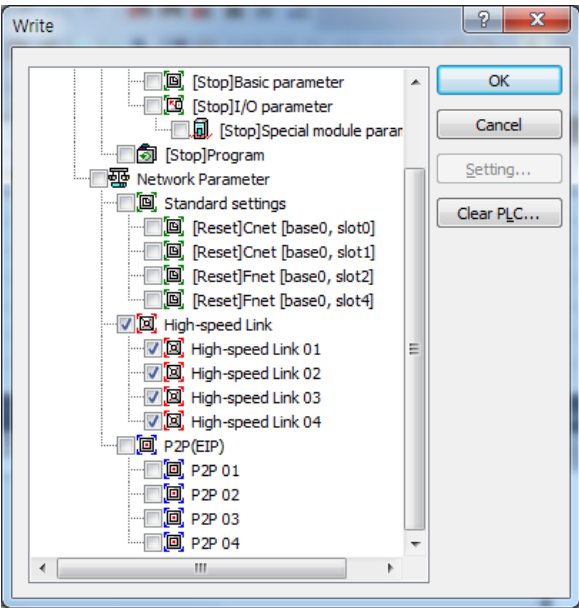 Write
[Stop]Basic parameter
[Stop]I/O parameter
[Stop]Special module parar
[Stop]Program
Network Parameter
Standard settings
[Reset]Cnet [base0, slot0]
[Reset]Cnet [base0, slot1]
[Reset]Fnet [base0, slot2]
[Reset]Fnet [base0, slot4]
High-speed Link
High-speed Link 01
High-speed Link 02
High-speed Link 03
High-speed Link 04
P2P(EIP)
P2P 01
P2P 02
P2P 03
P2P 04
OK
Cancel
Setting...
Clear PLC...